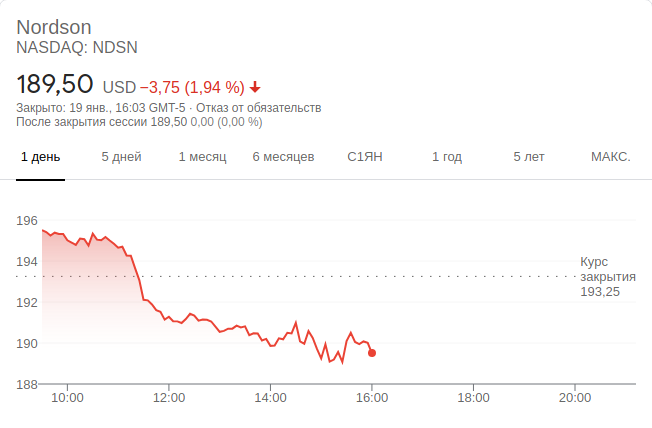 Nordson
NASDAQ: NDSN
189,50 USD −3,75 (1,94 %)
Закрыто: 19 янв., 16:03 GMT-5 · Отказ от обязательств
После закрытия сессии 189,50 0,00 (0,00 %)
1 день 5 дней 1 месяц 6 месяцев С1ЯН 1 год 5 лет МАКС.
196
194
192
190
188
Курс
закрытия
193,25
10:00 12:00 14:00 16:00 18:00 20:00